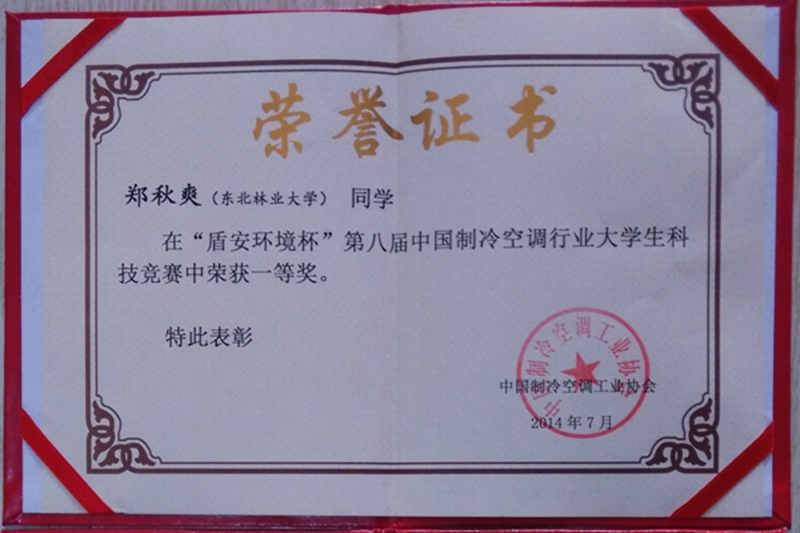 荣誉证书
郑秋爽（东北林业大学） 同学
在“盾安环境杯”第八届中国制冷空调行业大学生科
技竞赛中荣获一等奖。
特此表彰
中国制冷空调工业协会
中国制冷空调工业协会
2014年7月